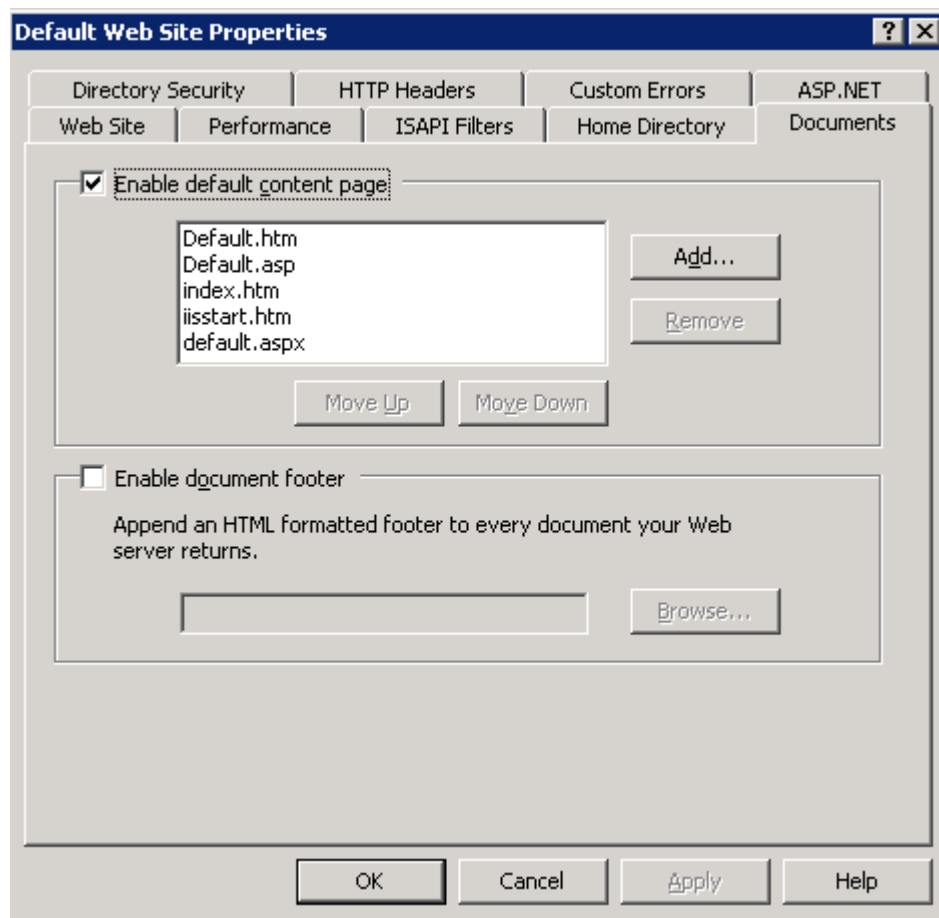 Default Web Site Properties
Directory Security HTTP Headers Custom Errors ASP.NET
Web Site Performance ISAPI Filters Home Directory Documents
Enable default content page
Default.htm
Default.asp
index.htm
iisstart.htm
default.aspx
Add...
Remove
Move Up Move Down
Enable document footer
Append an HTML formatted footer to every document your Web
server returns.
Browse...
OK Cancel Apply Help